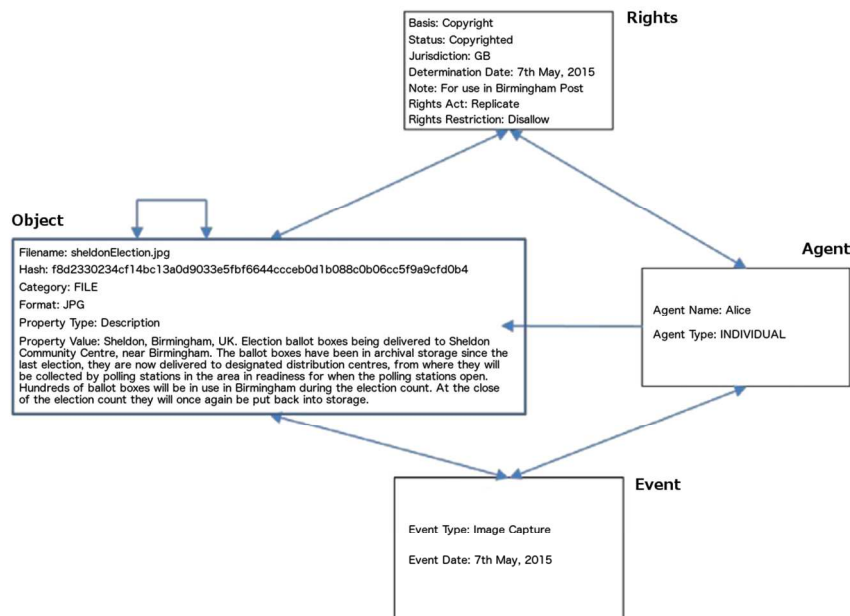 Rights
Basis: Copyright
Status: Copyrighted
Jurisdiction: GB
Determination Date: 7th May, 2015
Note: For use in Birmingham Post
Rights Act: Replicate
Rights Restriction: Disallow
Object
Filename: sheldonElection.jpg
Hash: f8d2330234cf14bc13a0d9033e5fbf6644ccceb0d1b088c0b06cc5f9a9cfd0b4
Category: FILE
Format: JPG
Property Type: Description
Property Value: Sheldon, Birmingham, UK. Election ballot boxes being delivered to Sheldon
Community Centre, near Birmingham. The ballot boxes have been in archival storage since the
last election, they are now delivered to designated distribution centres, from where they will
be collected by polling stations in the area in readiness for when the polling stations open.
Hundreds of ballot boxes will be in use in Birmingham during the election count. At the close
of the election count they will once again be put back into storage.
Agent
Agent Name: Alice
Agent Type: INDIVIDUAL
Event
Event Type: Image Capture
Event Date: 7th May, 2015